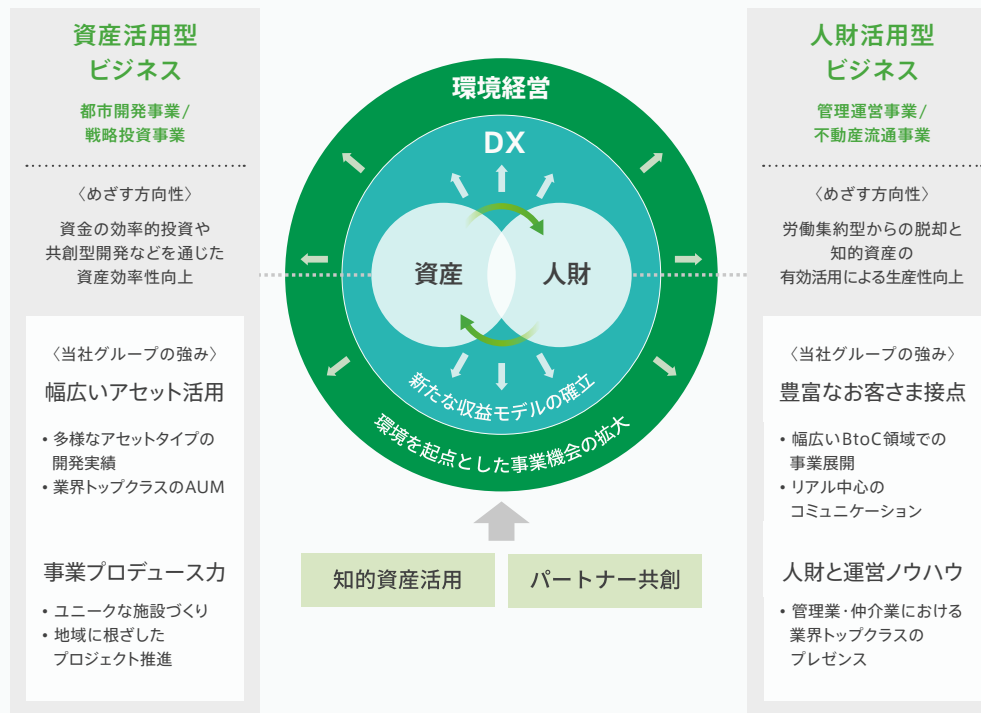 資産活用型
ビジネス
都市開発事業/
戦略投資事業
〈めざす方向性〉
資金の効率的投資や
共創型開発などを通じた
資産効率性向上
〈当社グループの強み〉
幅広いアセット活用
• 多様なアセットタイプの
開発実績
• 業界トップクラスのAUM
事業プロデュース力
• ユニークな施設づくり
• 地域に根ざした
プロジェクト推進
環境経営
DX
資産
人財
新たな収益モデルの確立
環境を起点とした事業機会の拡大
知的資産活用
パートナー共創
人財活用型
ビジネス
管理運営事業/
不動産流通事業
〈めざす方向性〉
労働集約型からの脱却と
知的資産の
有効活用による生産性向上
〈当社グループの強み〉
豊富なお客さま接点
• 幅広いBtoC領域での
事業展開
• リアル中心の
コミュニケーション
人財と運営ノウハウ
• 管理業・仲介業における
業界トップクラスの
プレゼンス